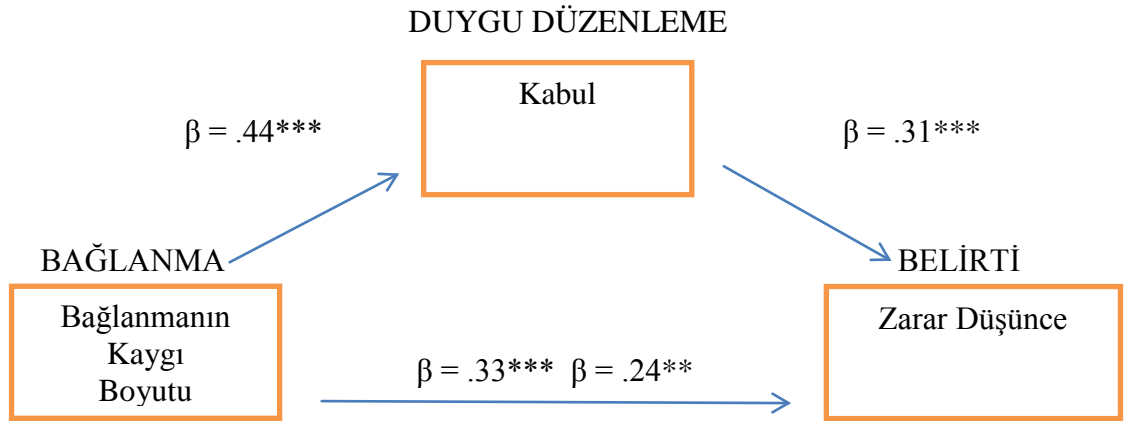 DUYGU DÜZENLEME
Kabul
β = .44***
β = .31***
BAĞLANMA
BELİRTİ
Bağlanmanın
Kaygı
Boyutu
Zarar Düşünce
β = .33*** β = .24**